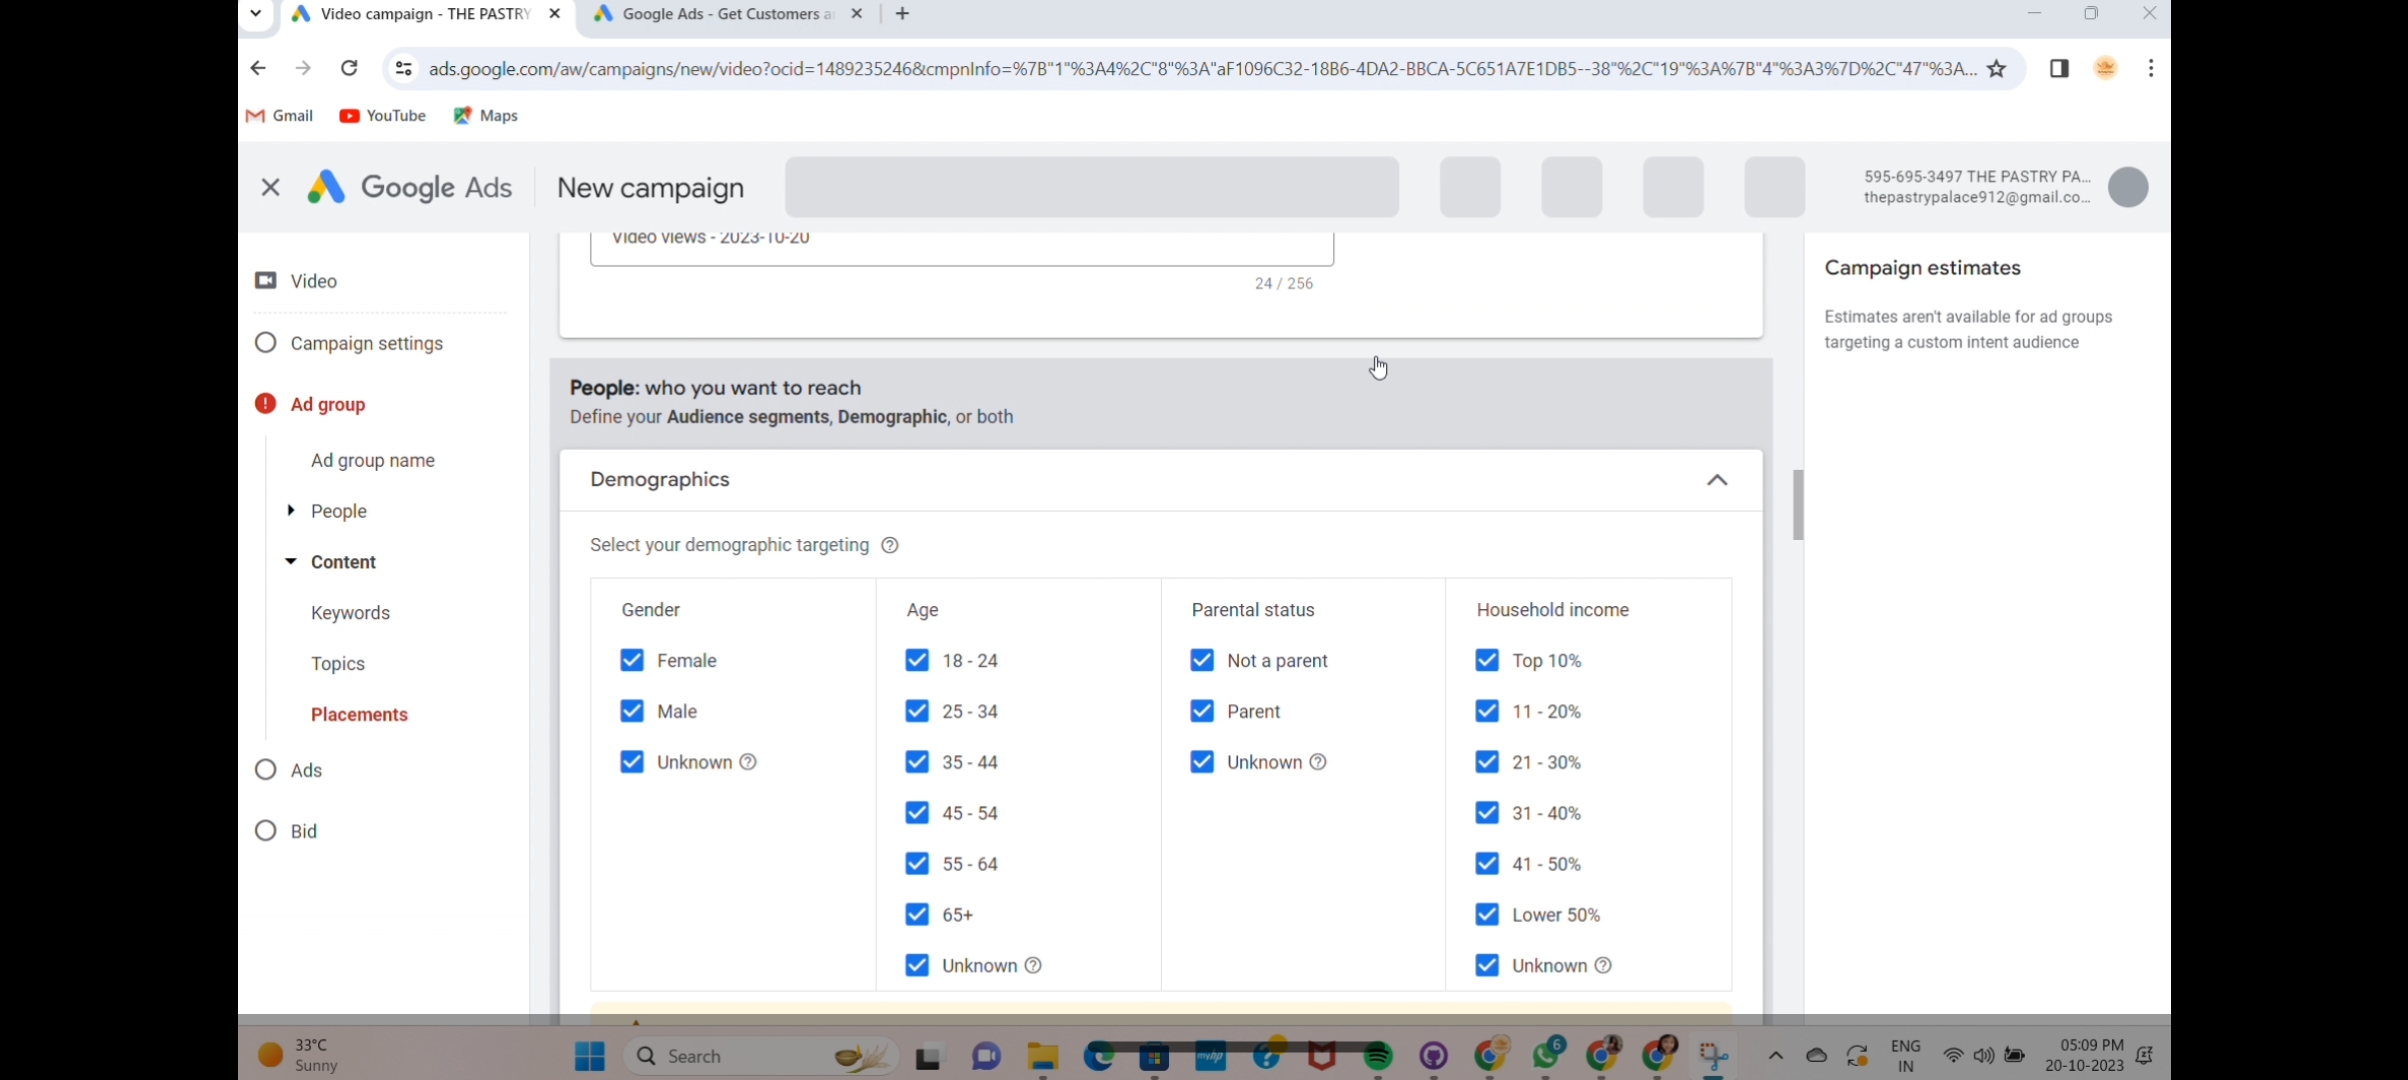 Video campaign - THE PASTRY
Google Ads - Get Customers a
ads.google.com/aw/campaigns/new/video?ocid=1489235246&cmpnInfo=%7B"1"%3A4%2C"8"%3A"aF1096C32-18B6-4DA2-BBCA-5C651A7E1DB5--38"%2C"19"%3A%7B"4"%3A3%7D%2C"47"%3A...
Gmail
YouTube
Maps
Google Ads
New campaign
595-695-3497 THE PASTRY PA...
thepastrypalace912@gmail.co...
Video views - 2023-10-20
24 / 256
Video
Campaign settings
Ad group
Ad group name
People
Content
Keywords
Topics
Placements
Ads
Bid
People: who you want to reach
Define your Audience segments, Demographic, or both
Demographics
Select your demographic targeting
Gender
Female
Male
Unknown
Age
18 - 24
25 - 34
35 - 44
45 - 54
55 - 64
65+
Unknown
Parental status
Not a parent
Parent
Unknown
Household income
Top 10%
11 - 20%
21 - 30%
31 - 40%
41 - 50%
Lower 50%
Unknown
Campaign estimates
Estimates aren't available for ad groups
targeting a custom intent audience
33°C
Sunny
Search
myhp
6
ENG
IN
05:09 PM
20-10-2023